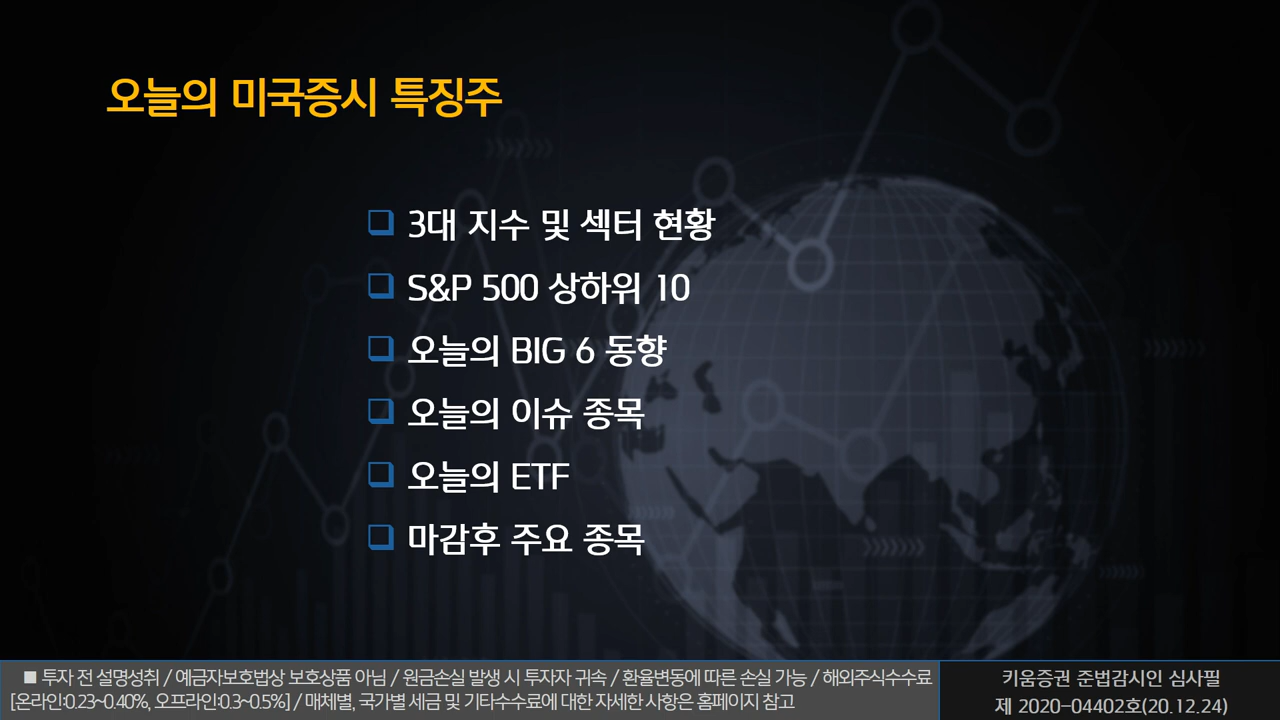 오늘의 미국증시 특징주
❑ 3대 지수 및 섹터 현황
❑ S&P 500 상하위 10
❑ 오늘의 BIG 6 동향
❑ 오늘의 이슈 종목
❑ 오늘의 ETF
❑ 마감후 주요 종목
■ 투자 전 설명성취 / 예금자보호법상 보호상품 아님 / 원금손실 발생 시 투자자 귀속 / 환율변동에 따른 손실 가능 / 해외주식수수료
[온라인:0.23~0.40%, 오프라인:0.3~0.5%] / 매체별, 국가별 세금 및 기타수수료에 대한 자세한 사항은 홈페이지 참고
키움증권 준법감시인 심사필
제 2020-04402호(20.12.24)